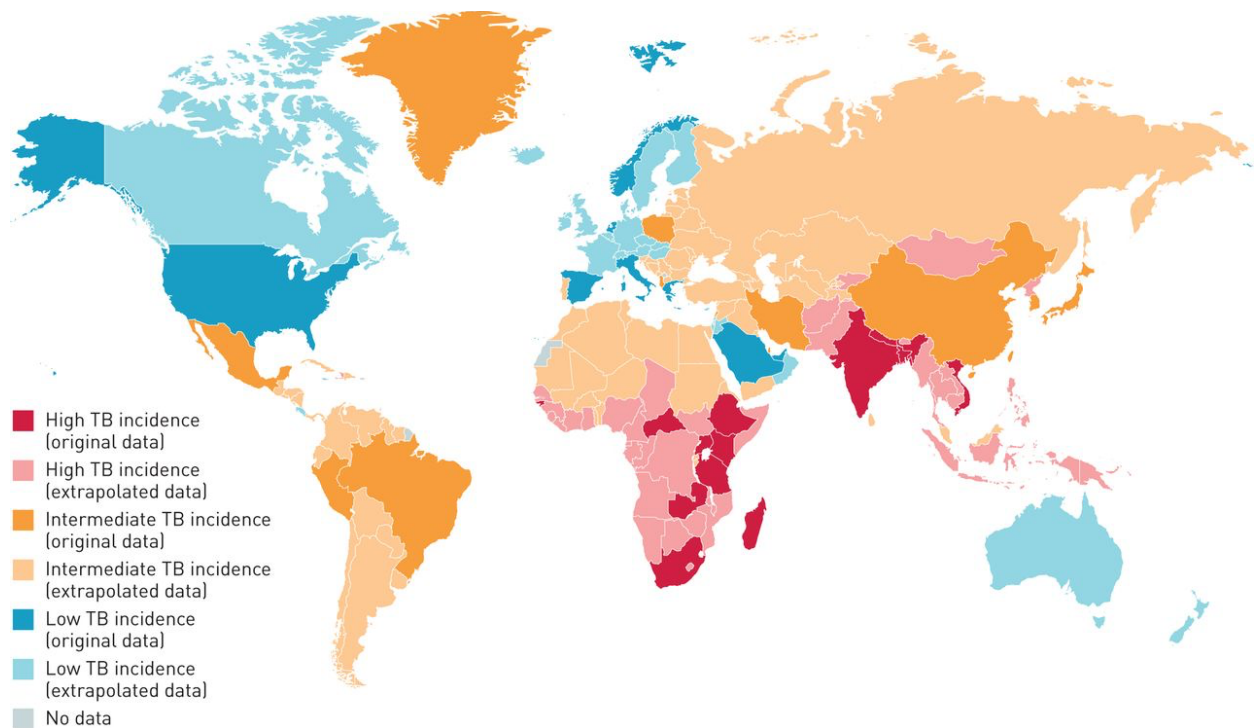 High TB incidence
(original data)
High TB incidence
(extrapolated data)
Intermediate TB incidence
(original data)
Intermediate TB incidence
(extrapolated data)
Low TB incidence
(original data)
Low TB incidence
(extrapolated data)
No data